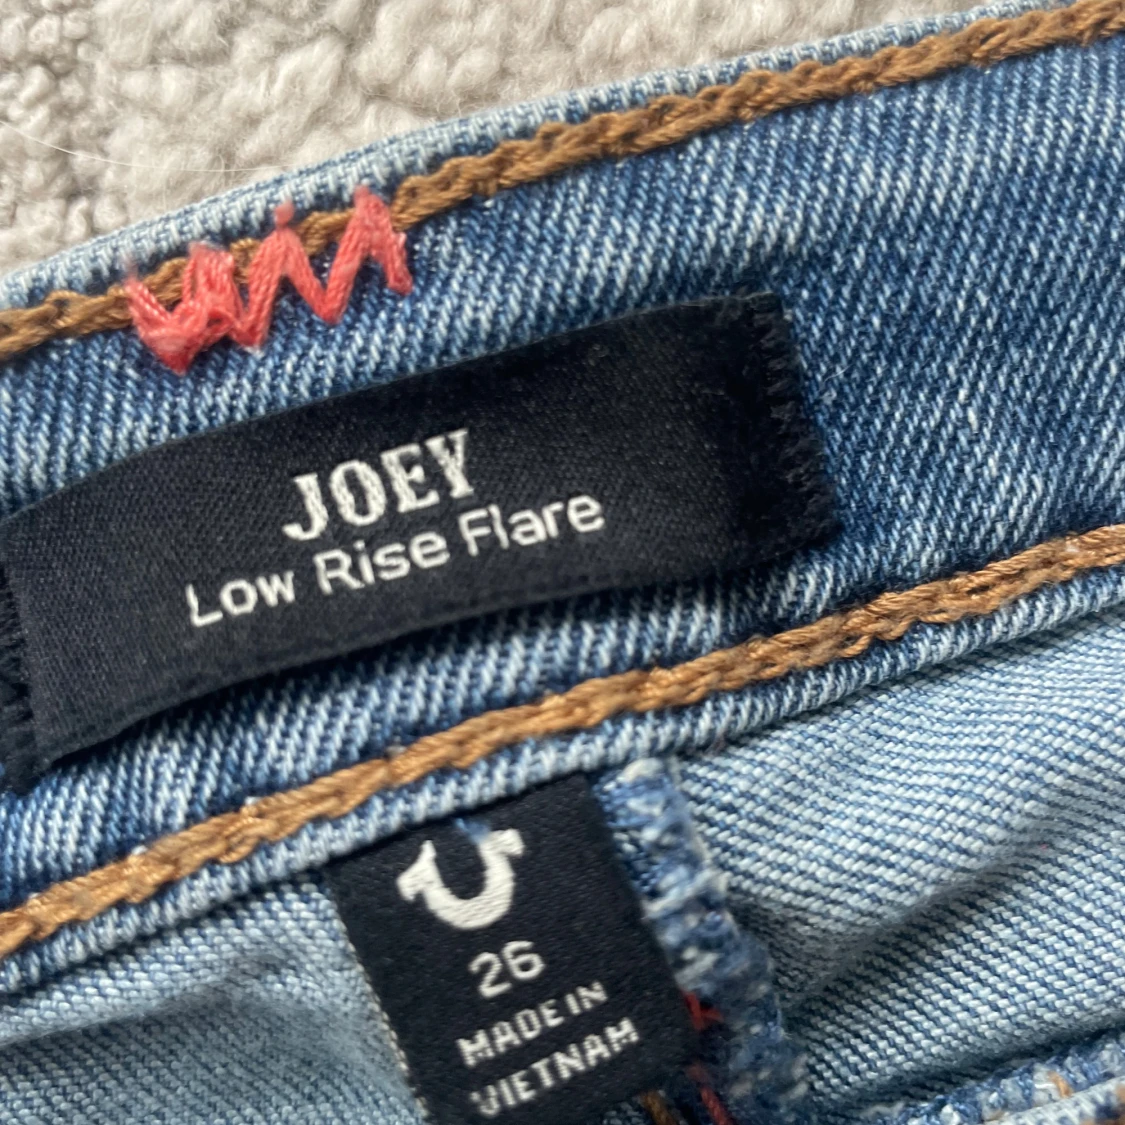 JOEY
Low Rise Flare
26
MADE IN
VIETNAM